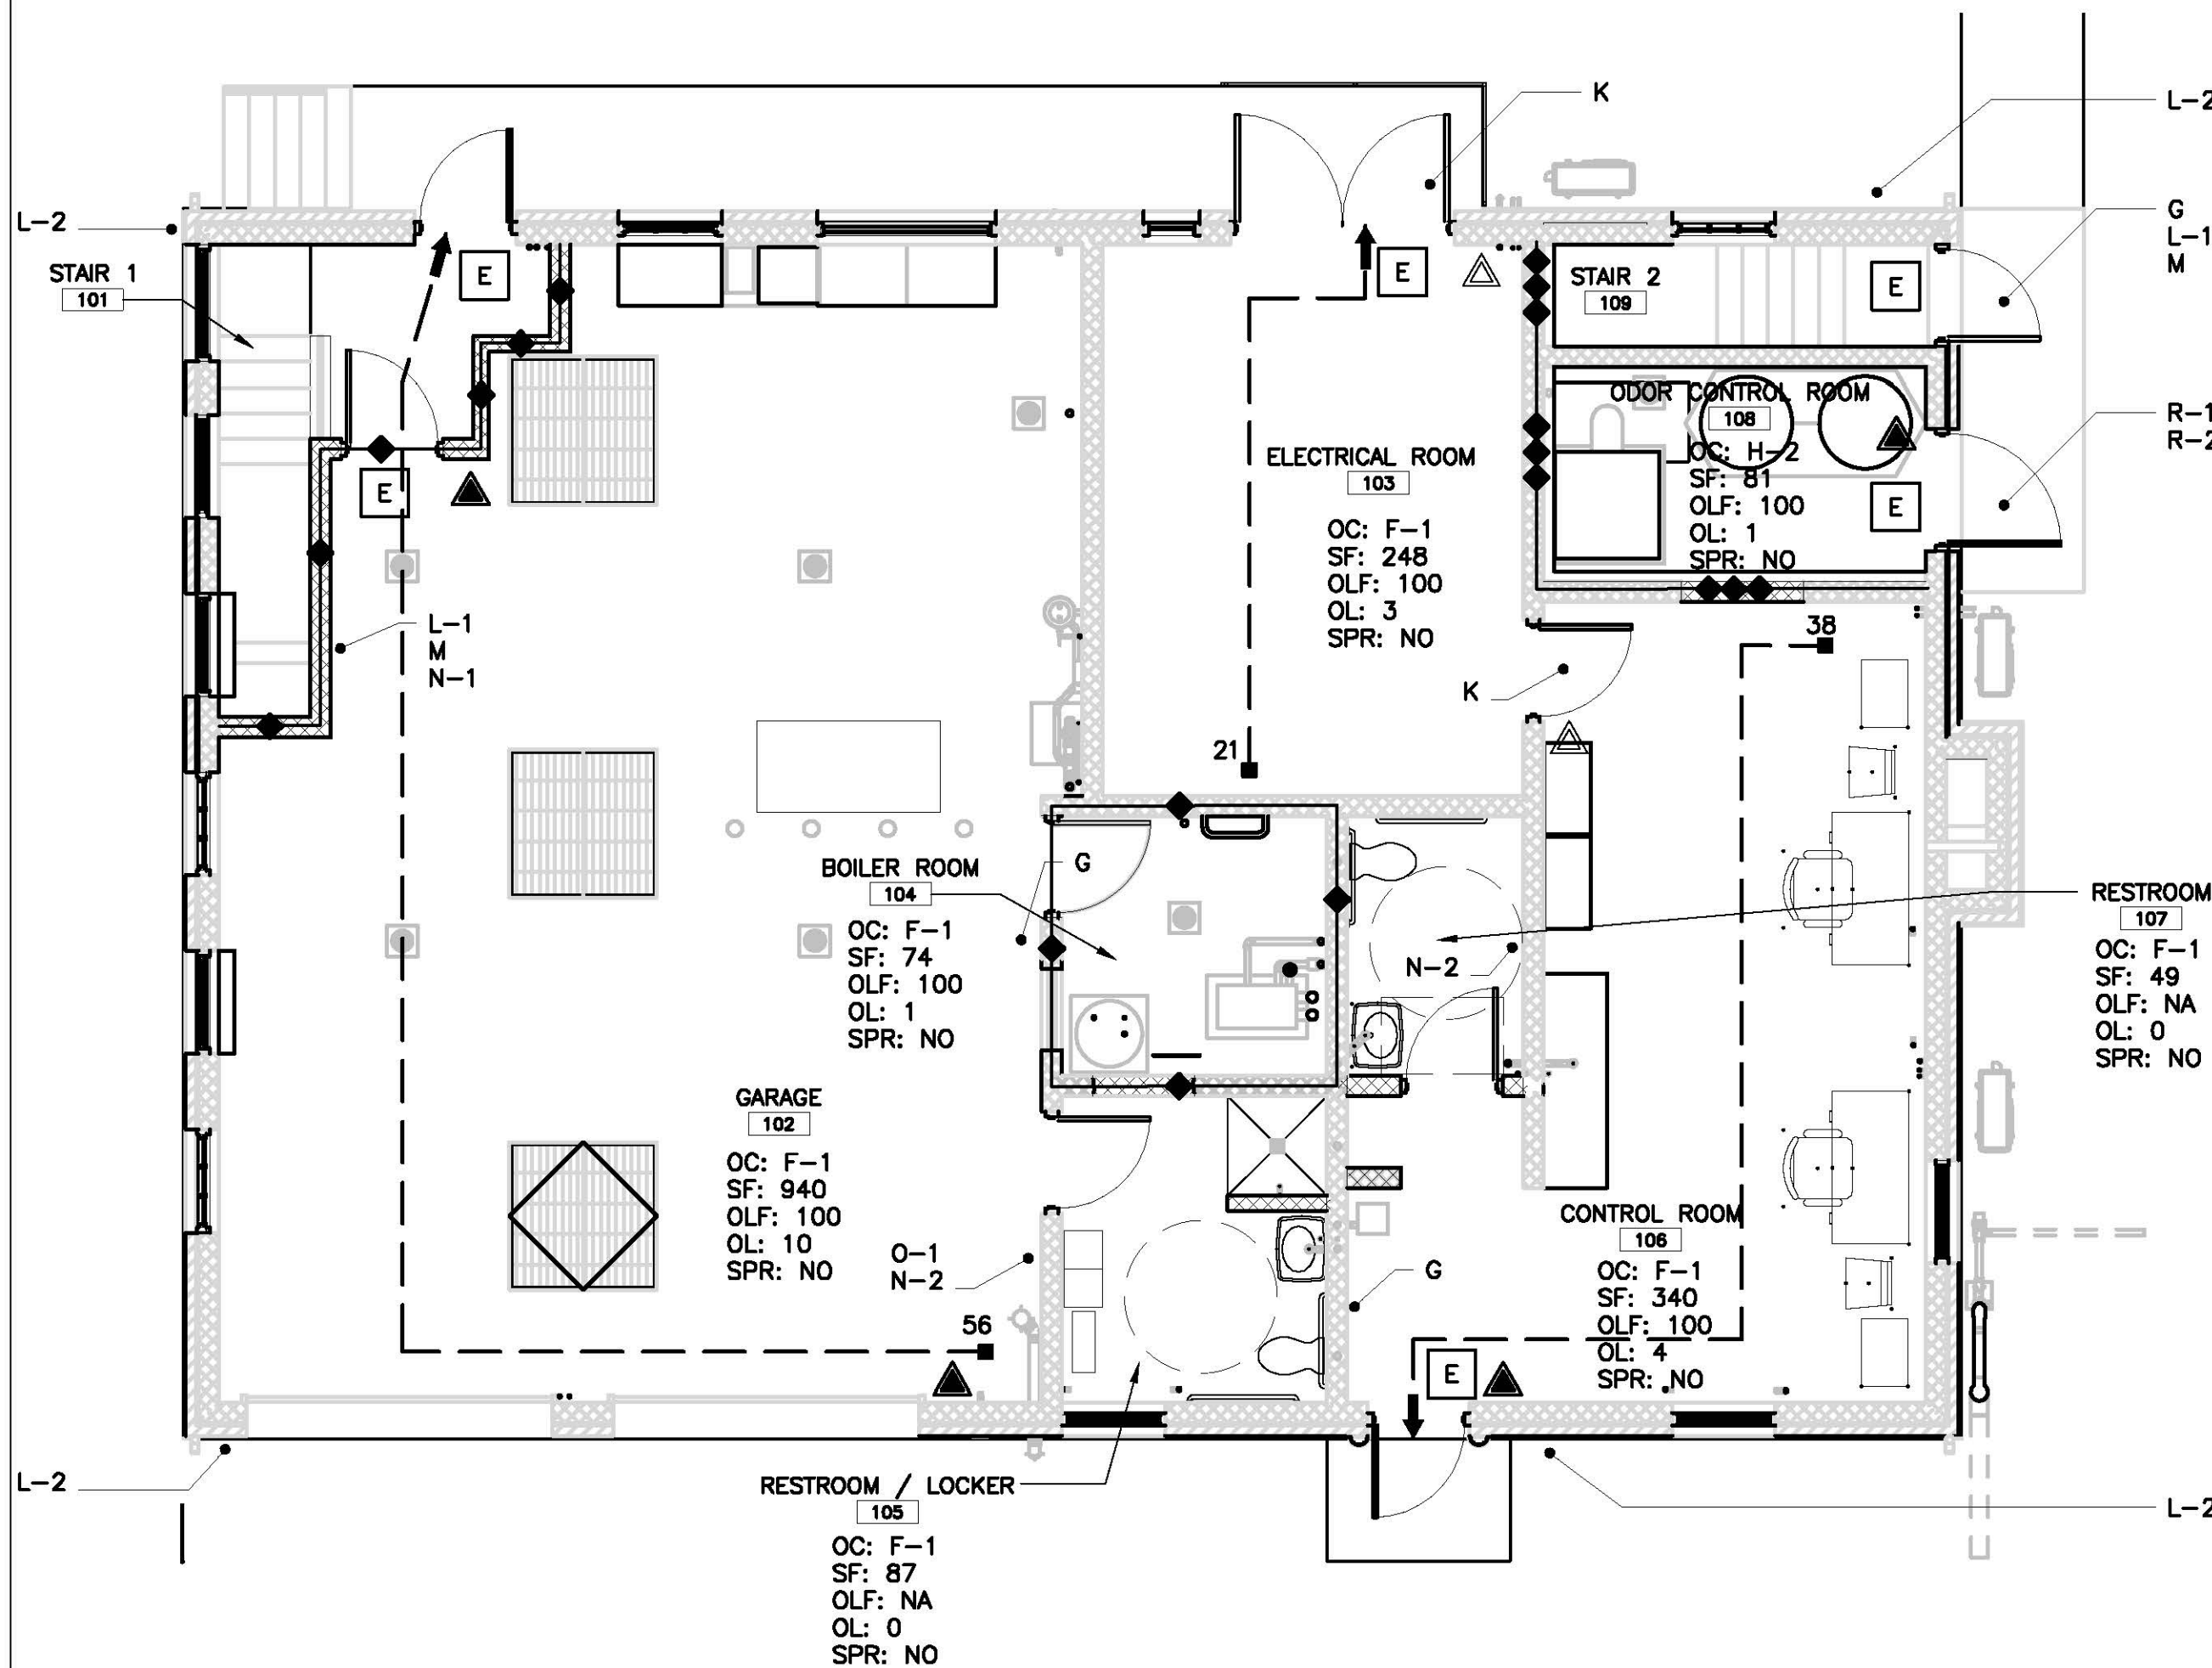 K
L-2
G
L-1
M
L-2
STAIR 1
101
E
E
STAIR 2
109
E
ODOR CONTROL ROOM
108
OC: H-2
SF: 81
OLF: 100
OL: 1
SPR: NO
E
R-1
R-2
ELECTRICAL ROOM
103
OC: F-1
SF: 248
OLF: 100
OL: 3
SPR: NO
E
L-1
M
N-1
38
K
21
G
BOILER ROOM
104
OC: F-1
SF: 74
OLF: 100
OL: 1
SPR: NO
N-2
RESTROOM
107
OC: F-1
SF: 49
OLF: NA
OL: 0
SPR: NO
GARAGE
102
OC: F-1
SF: 940
OLF: 100
OL: 10
SPR: NO
O-1
N-2
G
CONTROL ROOM
106
OC: F-1
SF: 340
OLF: 100
OL: 4
SPR: NO
56
E
L-2
RESTROOM / LOCKER
105
OC: F-1
SF: 87
OLF: NA
OL: 0
SPR: NO
L-2